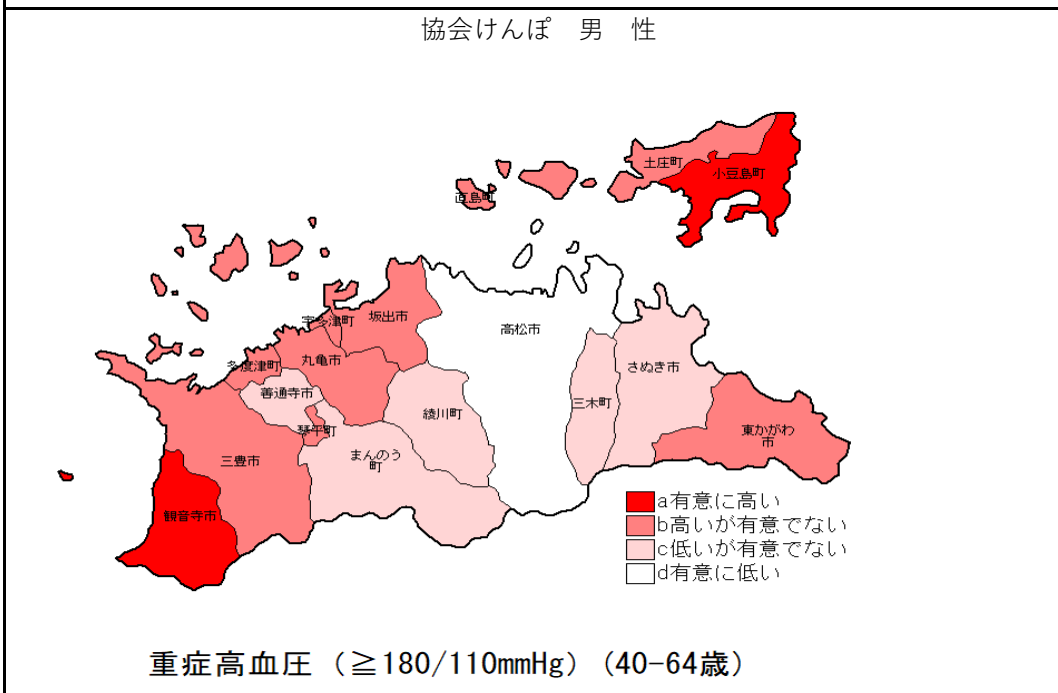 協会けんぽ　男　性
土庄町
小豆島町
直島町
宇多津町
坂出市
高松市
多度津町
丸亀市
さぬき市
善通寺市
三木町
綾川町
琴平町
東かがわ
市
まんのう
町
三豊市
観音寺市
a有意に高い
b高いが有意でない
c低いが有意でない
d有意に低い
重症高血圧（≧180/110mmHg）（40-64歳）